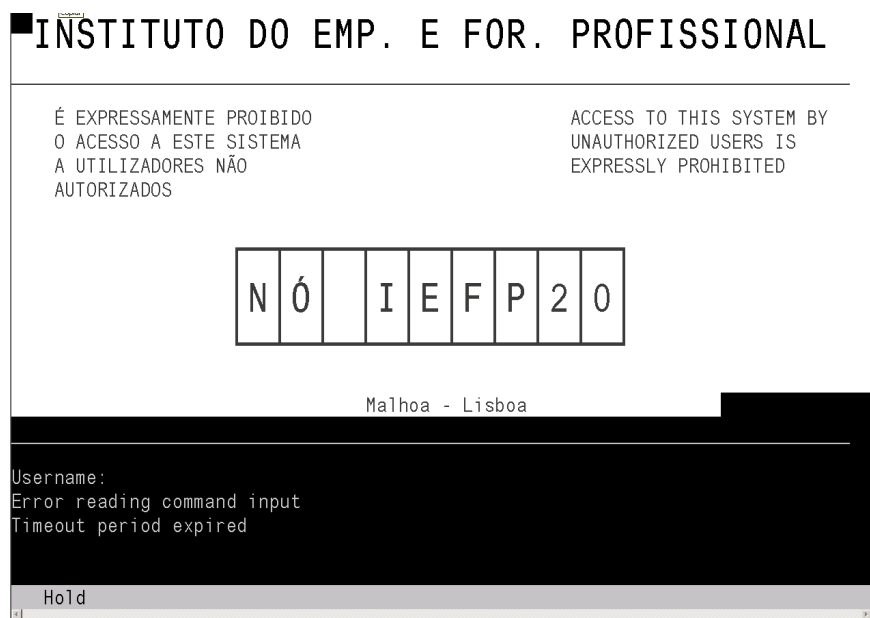 Copiar
INSTITUTO DO EMP. E FOR. PROFISSIONAL
É EXPRESSAMENTE PROIBIDO
O ACESSO A ESTE SISTEMA
A UTILIZADORES NÃO
AUTORIZADOS
ACCESS TO THIS SYSTEM BY
UNAUTHORIZED USERS IS
EXPRESSLY PROHIBITED
NÓ IEFP20
Malhoa - Lisboa
Username:
Error reading command input
Timeout period expired
Hold